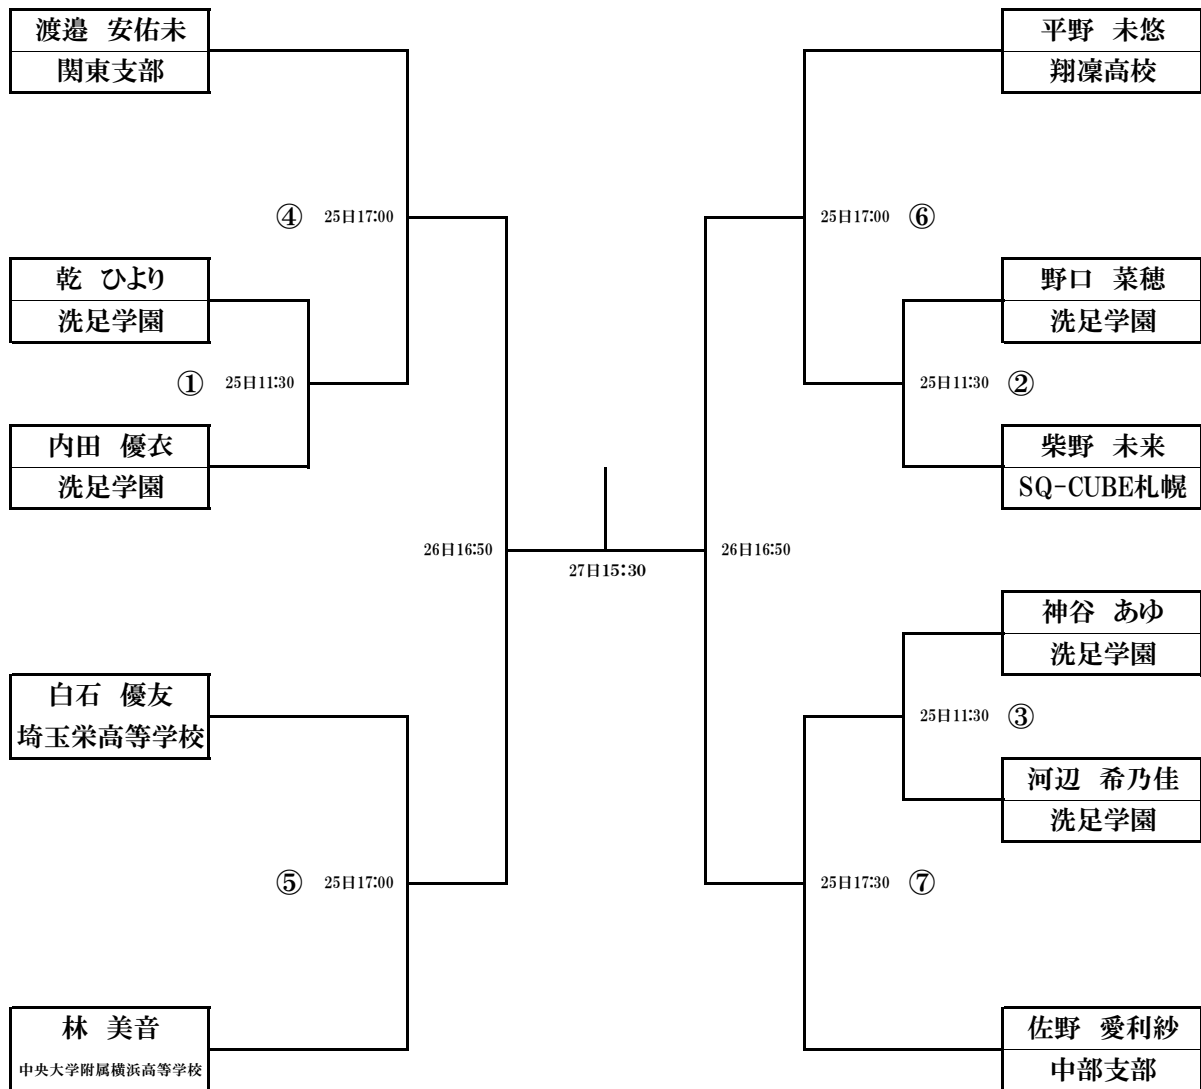 渡邉 安佑未
関東支部
④ 25日17:00
乾 ひより
洗足学園
① 25日11:30
内田 優衣
洗足学園
26日16:50
白石 優友
埼玉栄高等学校
⑤ 25日17:00
林 美音
中央大学附属横浜高等学校
27日15:30
平野 未悠
翔凜高校
25日17:00 ⑥
野口 菜穂
洗足学園
25日11:30 ②
柴野 未来
SQ-CUBE札幌
26日16:50
神谷 あゆ
洗足学園
25日11:30 ③
河辺 希乃佳
洗足学園
25日17:30 ⑦
佐野 愛利紗
中部支部